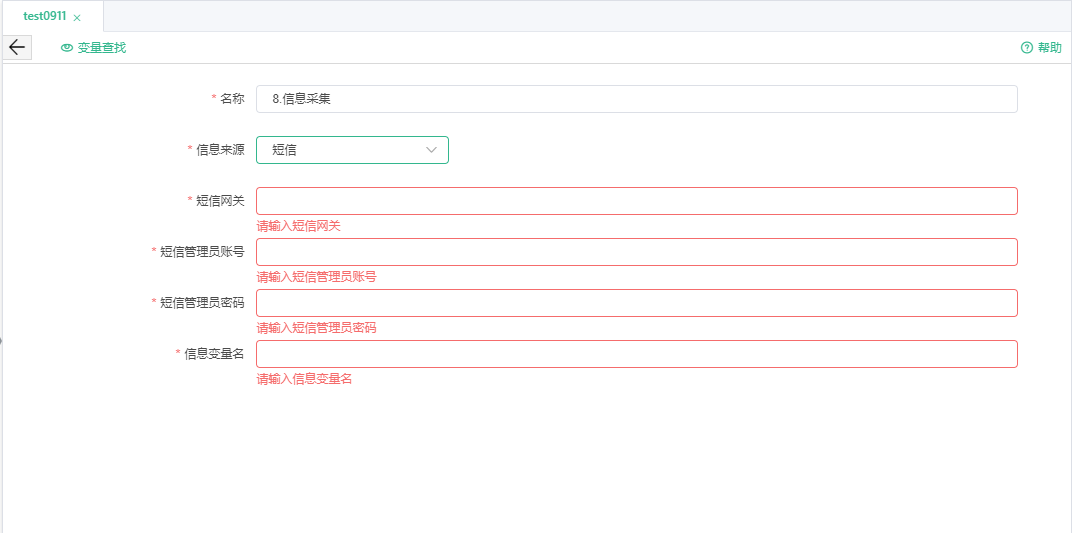 test0911 ×
变量查找 帮助
* 名称 8.信息采集
* 信息来源 短信
* 短信网关
请输入短信网关
* 短信管理员账号
请输入短信管理员账号
* 短信管理员密码
请输入短信管理员密码
* 信息变量名
请输入信息变量名